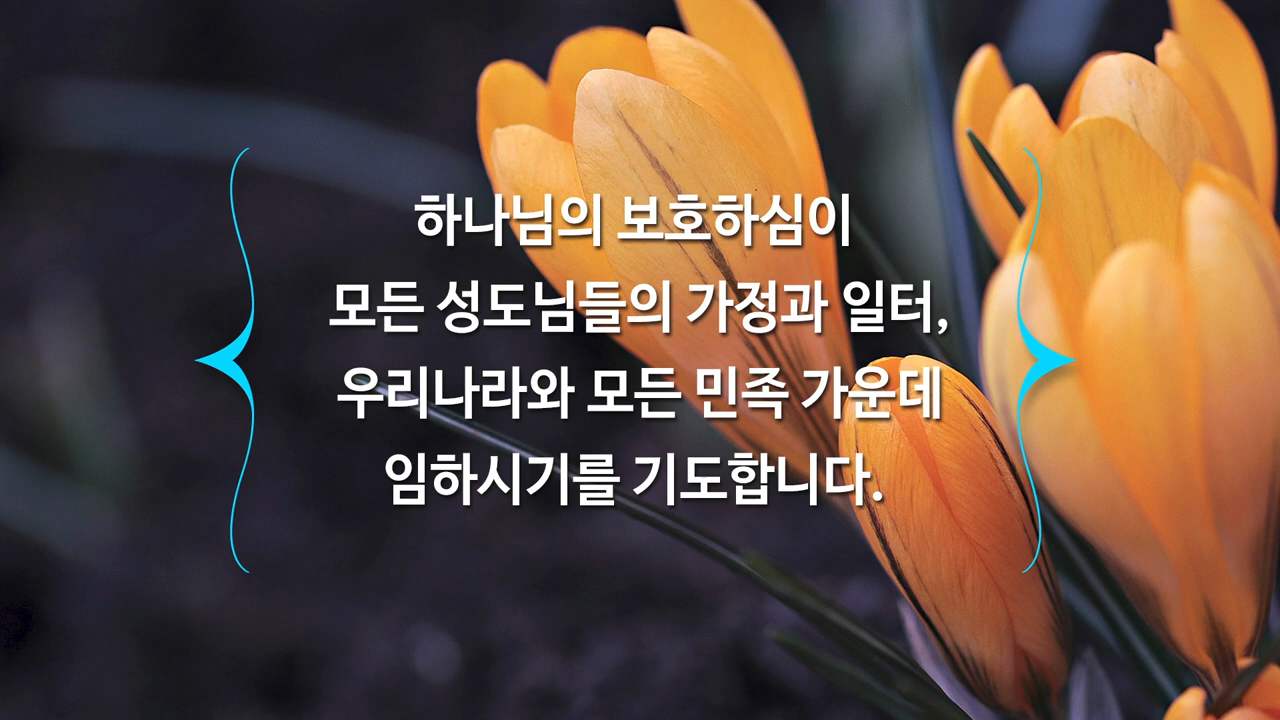 하나님의 보호하심이
모든 성도님들의 가정과 일터,
우리나라와 모든 민족 가운데
임하시기를 기도합니다.